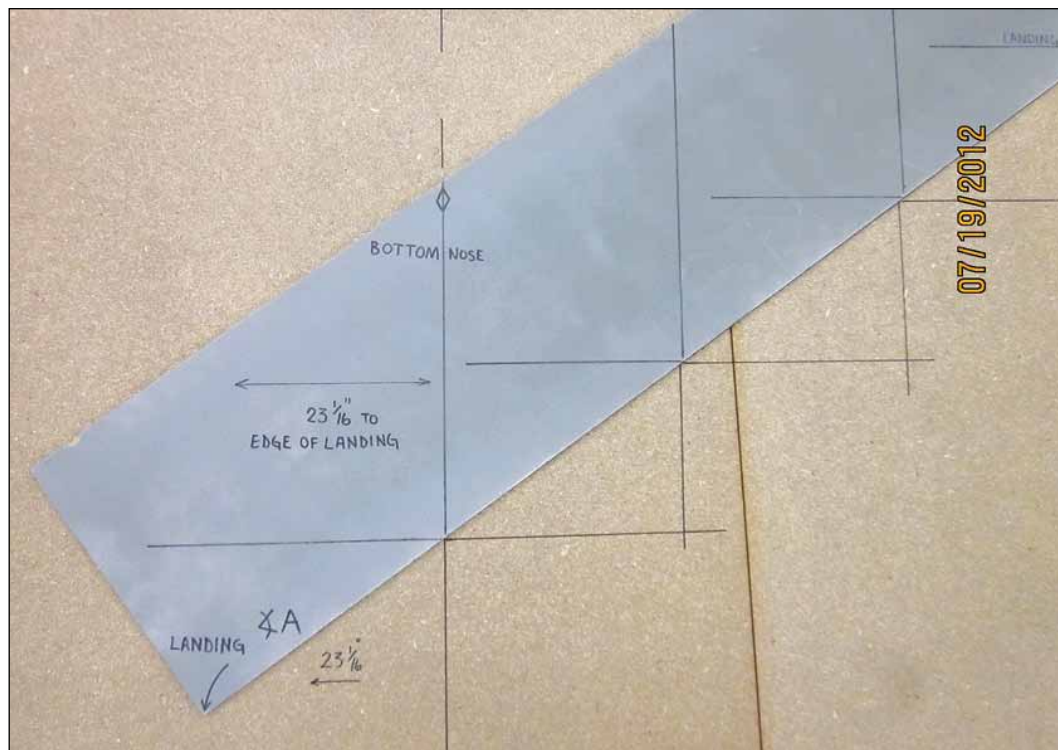 LANDING
07/19/2012
BOTTOM NOSE
23 1/16" TO
EDGE OF LANDING
∡A
LANDING
23 1/16"